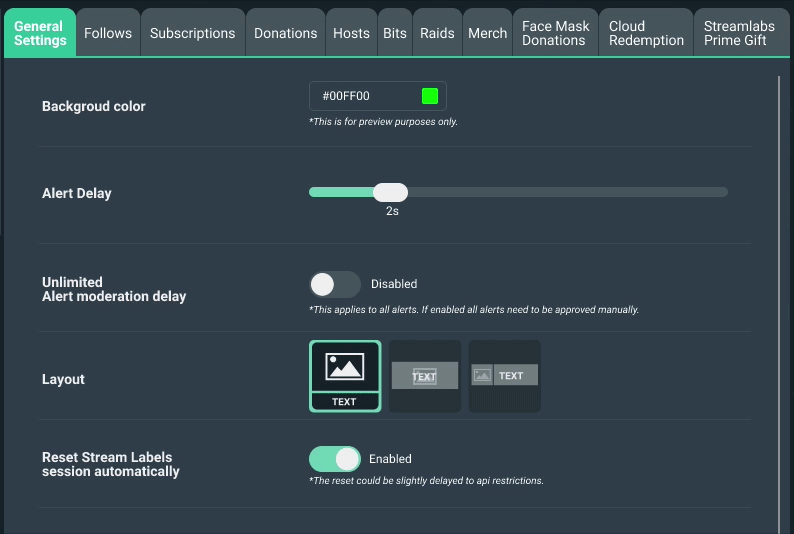 General
Settings
Follows
Subscriptions
Donations
Hosts
Bits
Raids
Merch
Face Mask
Donations
Cloud
Redemption
Streamlabs
Prime Gift
Backgroud color
#00FF00
*This is for preview purposes only.
Alert Delay
2s
Unlimited
Alert moderation delay
Disabled
*This applies to all alerts. If enabled all alerts need to be approved manually.
Layout
TEXT
TEXT
TEXT
Reset Stream Labels
session automatically
Enabled
*The reset could be slightly delayed to api restrictions.